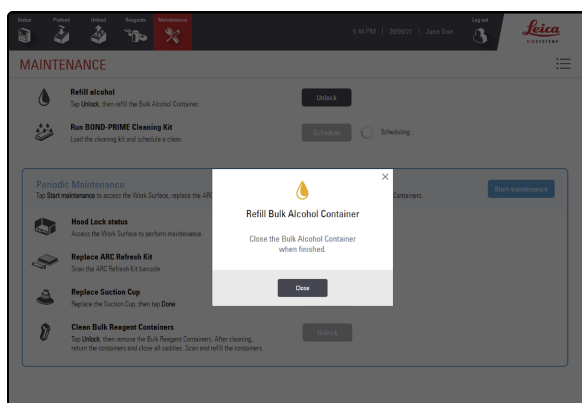 Status Preload Unload Reagents Maintenance Log out
5:44 PM | 29/09/21 | Jane Doe
Leica
BIOSYSTEMS
MAINTENANCE
Refill alcohol
Tap Unlock, then refill the Bulk Alcohol Container.
Unlock
Run BOND-PRIME Cleaning Kit
Load the cleaning kit and schedule a clean.
Schedule
Scheduling...
Periodic Maintenance
Tap Start maintenance to access the Work Surface, replace the ARC
Containers.
Start maintenance
Hood Lock status
Access the Work Surface to perform maintenance.
Replace ARC Refresh Kit
Scan the ARC Refresh Kit barcode.
Replace Suction Cup
Replace the Suction Cup, then tap Done.
Clean Bulk Reagent Containers
Tap Unlock, then remove the Bulk Reagent Containers. After cleaning,
return the containers and close all caddies. Scan and refill the containers.
Unlock
Refill Bulk Alcohol Container
Close the Bulk Alcohol Container
when finished.
Close